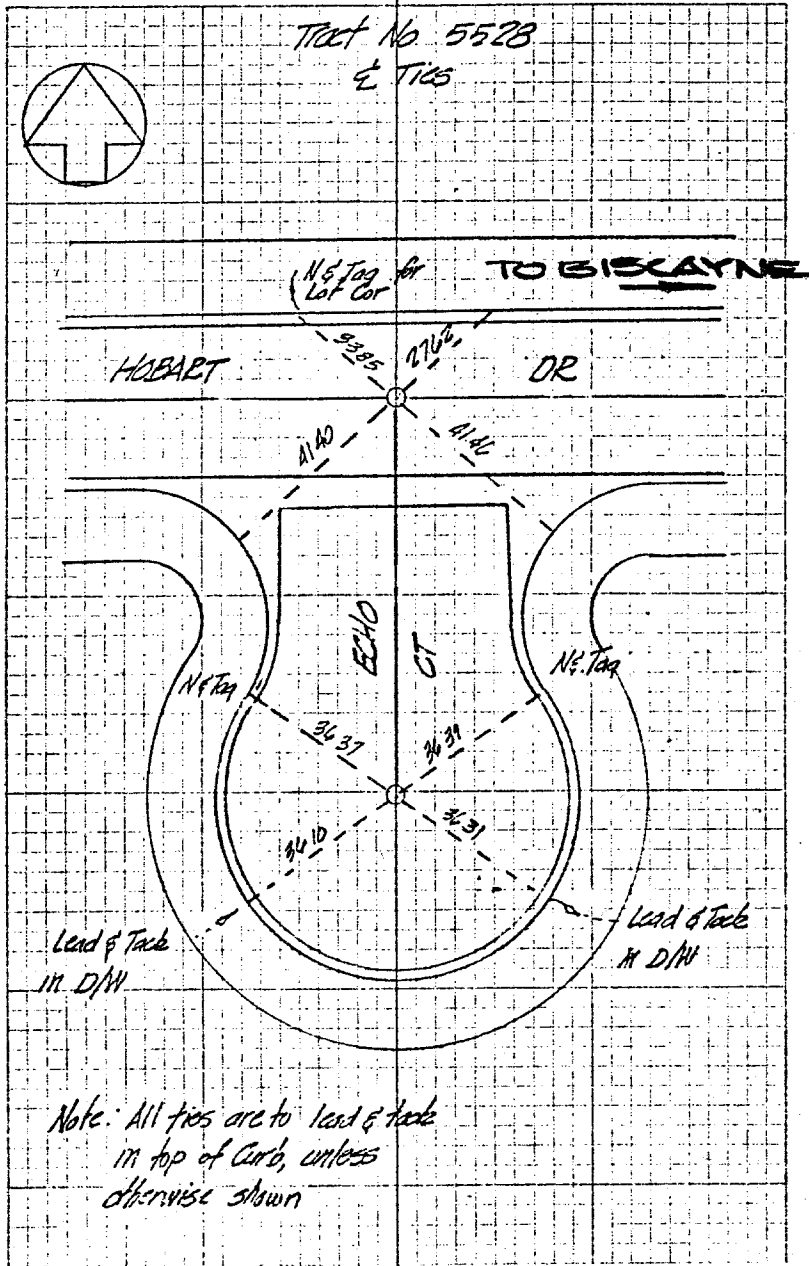 Tract No 5528
℄ Ties
N & Tag for
Lot Cor
TO BISCAYNE
93.85
27.62
HOBART
DR
41.40
41.46
ECHO
CT
N & Tag
N & Tag
36.37
36.39
36.10
36.31
Lead & Tack
in D/W
Lead & Tack
in D/W
Note: All ties are to lead & tack
in top of Curb, unless
otherwise shown